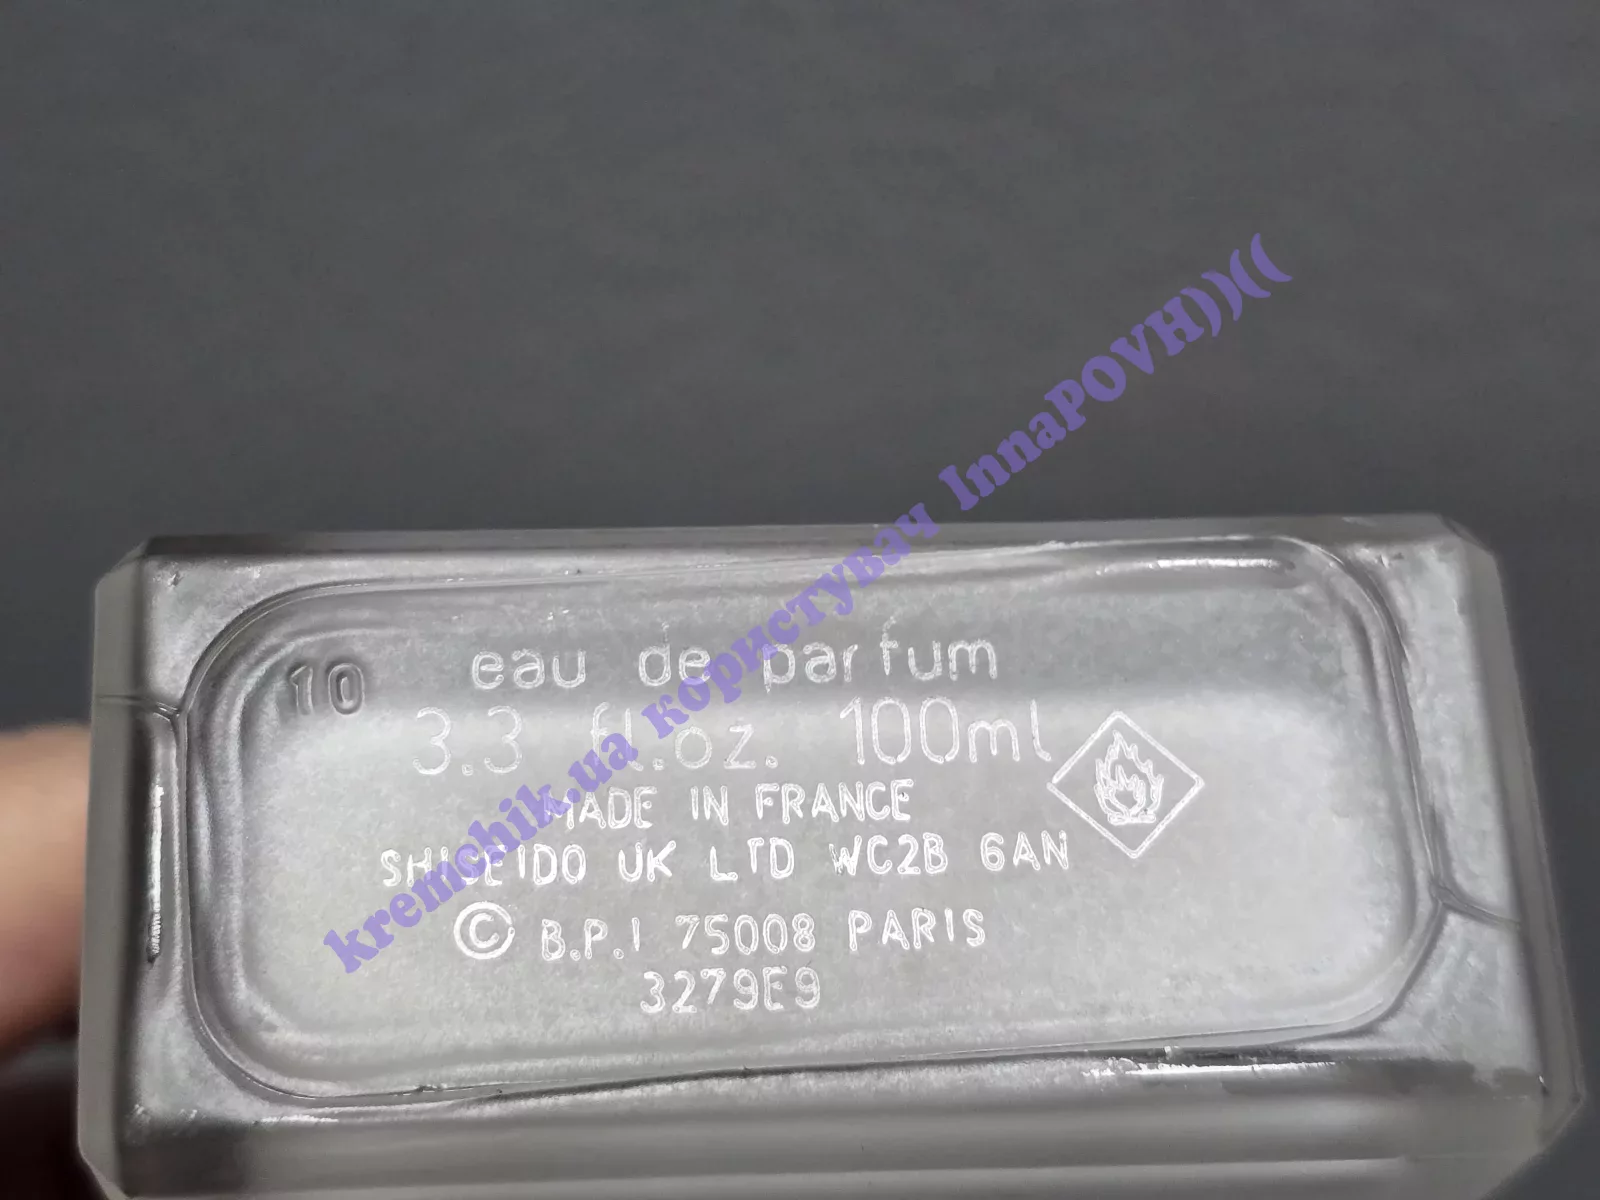 kremchik.ua користувач InnaPOVH))((
10
eau de parfum
3.3 fl.oz. 100ml
MADE IN FRANCE
SHISEIDO UK LTD WC2B 6AN
© B.P.I 75008 PARIS
3279E9